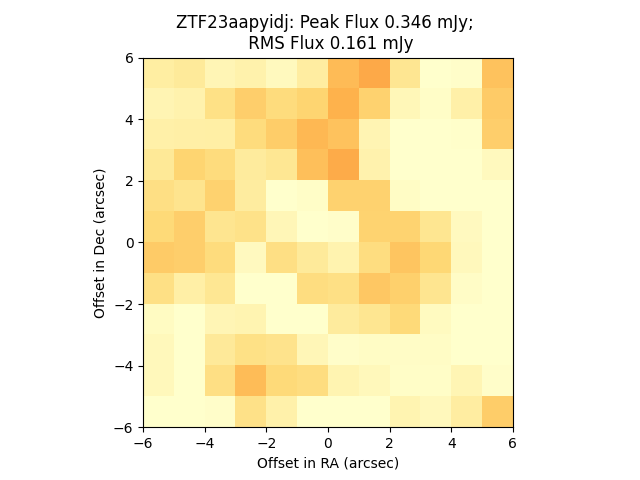 ZTF23aapyidj: Peak Flux 0.346 mJy;
RMS Flux 0.161 mJy
6
4
2
0
−2
−4
−6
Offset in Dec (arcsec)
−6 −4 −2 0 2 4 6
Offset in RA (arcsec)